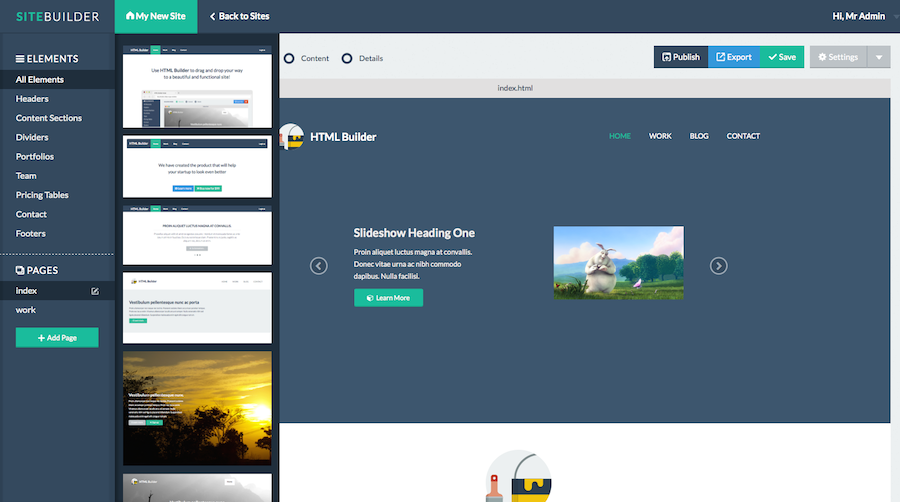 SITEBUILDER
My New Site
Back to Sites
Hi, Mr Admin
ELEMENTS
All Elements
Headers
Content Sections
Dividers
Portfolios
Team
Pricing Tables
Contact
Footers
PAGES
index
work
Add Page
HTML Builder
Use HTML Builder to drag and drop your way
to a beautiful and functional site!
HTML Builder
We have created the product that will help
your startup to look even better!
HTML Builder
PROIN ALIQUET LUCTUS MAGNA AT CONVALLIS.
HTML Builder
Vestibulum pellentesque nunc ac porta
Vestibulum pellentesque nunc.
HTML Builder
Content
Details
Publish
Export
Save
Settings
index.html
HTML Builder
HOME
WORK
BLOG
CONTACT
Slideshow Heading One
Proin aliquet luctus magna at convallis.
Donec vitae urna ac nibh commodo
dapibus. Nulla facilisi.
Learn More